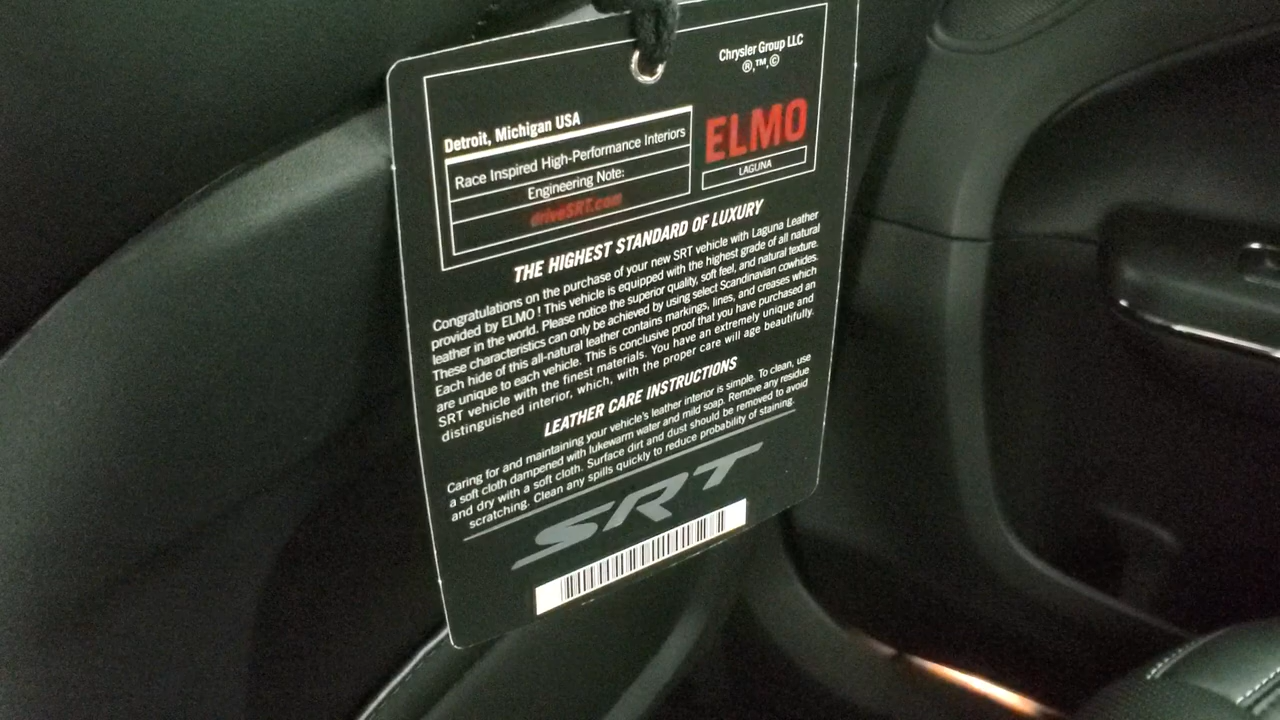 Chrysler Group LLC
®,™,©
Detroit, Michigan USA
Race Inspired High-Performance Interiors
Engineering Note:
driveSRT.com
ELMO
LAGUNA
THE HIGHEST STANDARD OF LUXURY
Congratulations on the purchase of your new SRT vehicle with Laguna Leather
provided by ELMO ! This vehicle is equipped with the highest grade of all natural
leather in the world. Please notice the superior quality, soft feel, and natural texture.
These characteristics can only be achieved by using select Scandinavian cowhides.
Each hide of this all-natural leather contains markings, lines, and creases which
are unique to each vehicle. This is conclusive proof that you have purchased an
SRT vehicle with the finest materials. You have an extremely unique and
distinguished interior, which, with the proper care will age beautifully.
LEATHER CARE INSTRUCTIONS
Caring for and maintaining your vehicle's leather interior is simple. To clean, use
a soft cloth dampened with lukewarm water and mild soap. Remove any residue
and dry with a soft cloth. Surface dirt and dust should be removed to avoid
scratching. Clean any spills quickly to reduce probability of staining.
SRT